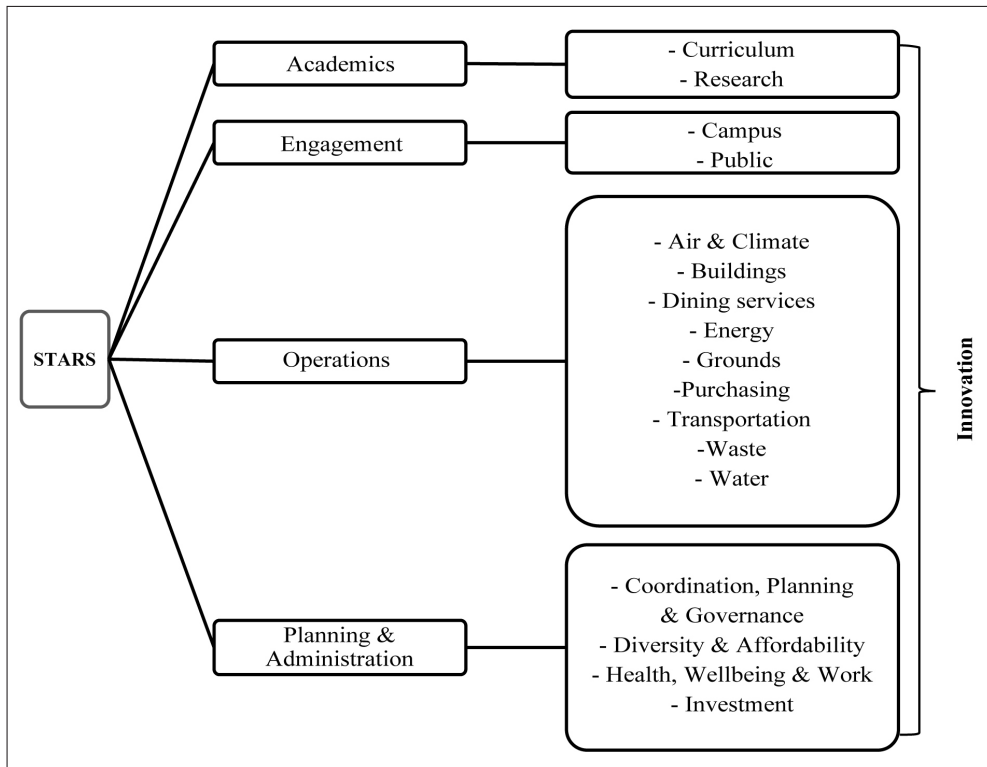 STARS
Academics
- Curriculum
- Research
Engagement
- Campus
- Public
Operations
- Air & Climate
- Buildings
- Dining services
- Energy
- Grounds
-Purchasing
- Transportation
-Waste
- Water
Planning &
Administration
- Coordination, Planning
& Governance
- Diversity & Affordability
- Health, Wellbeing & Work
- Investment
Innovation